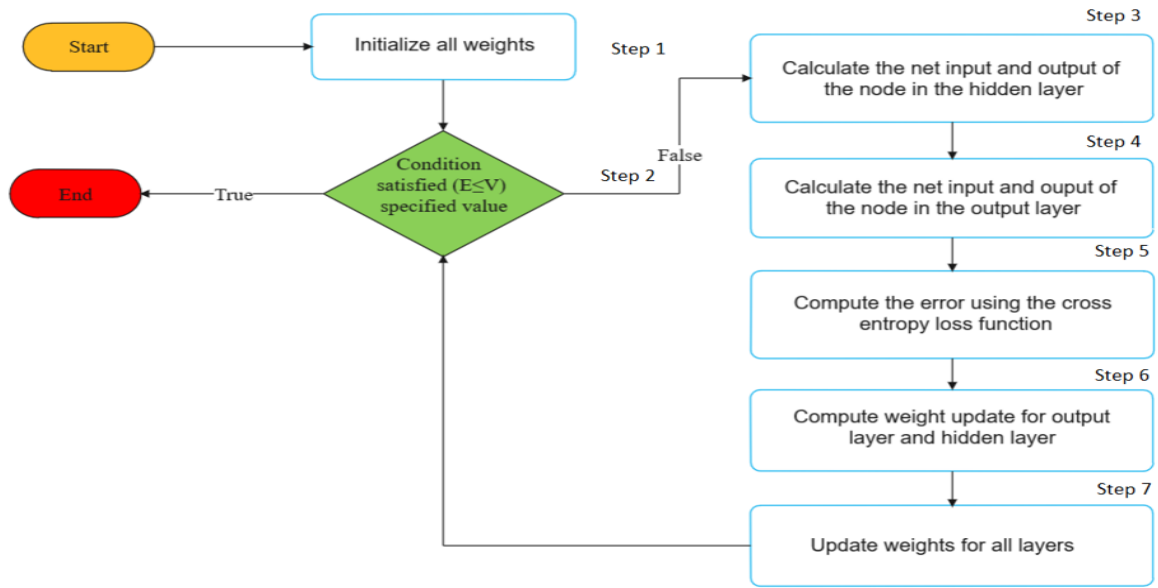 Start
Initialize all weights
Step 1
Condition
satisfied (E≤V)
specified value
Step 2
True
End
False
Step 3
Calculate the net input and output of
the node in the hidden layer
Step 4
Calculate the net input and ouput of
the node in the output layer
Step 5
Compute the error using the cross
entropy loss function
Step 6
Compute weight update for output
layer and hidden layer
Step 7
Update weights for all layers